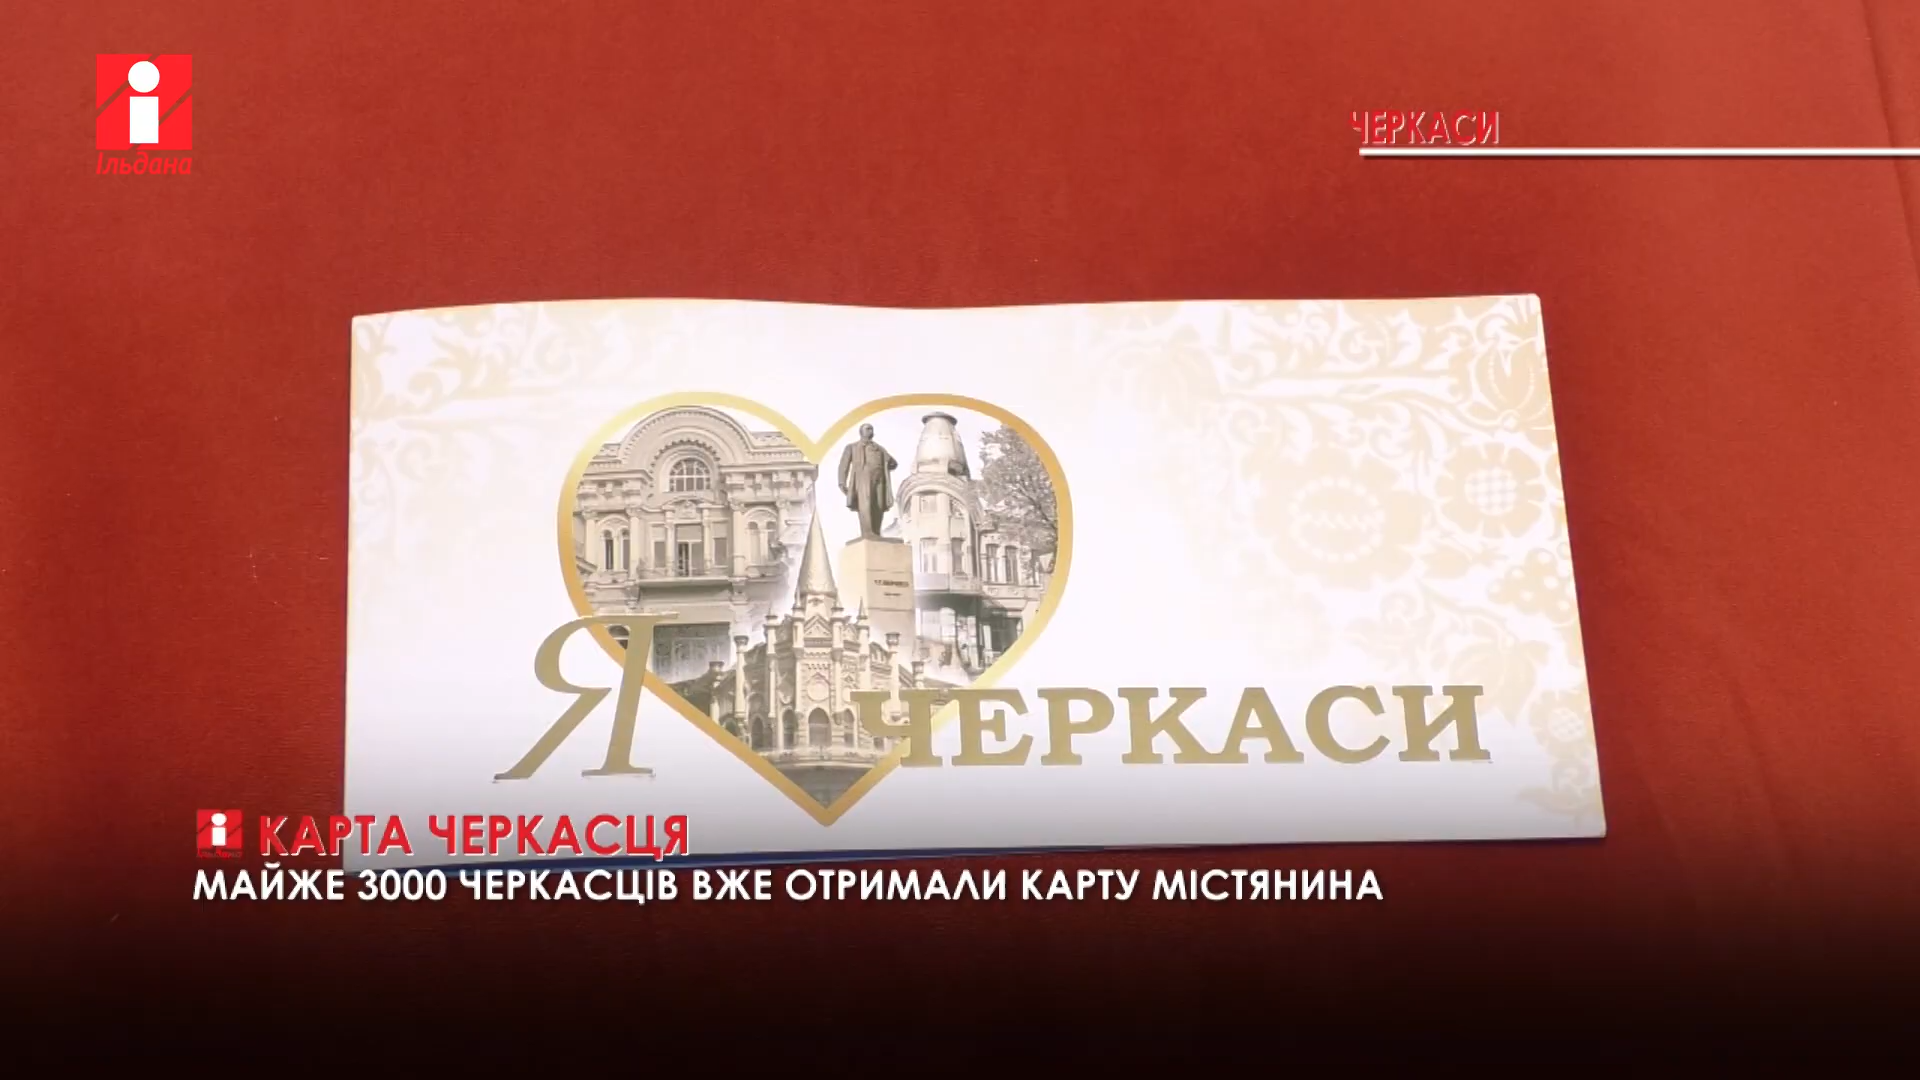 Ільдана
ЧЕРКАСИ
Я ЧЕРКАСИ
КАРТА ЧЕРКАСЦЯ
МАЙЖЕ 3000 ЧЕРКАСЦІВ ВЖЕ ОТРИМАЛИ КАРТУ МІСТЯНИНА